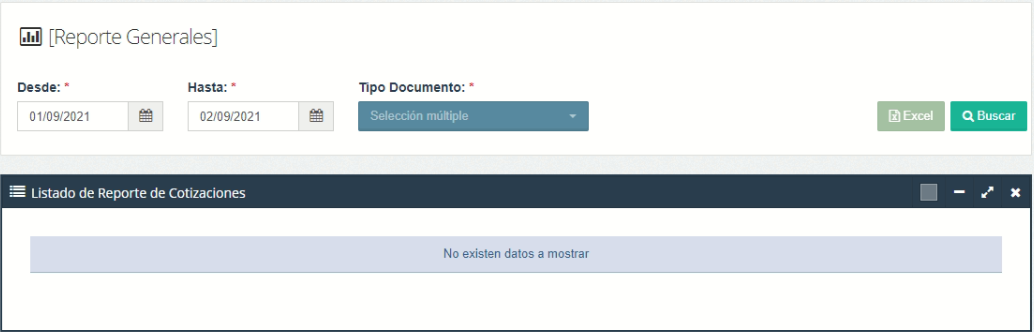 [Reporte Generales]
Desde: * Hasta: * Tipo Documento: *
01/09/2021 02/09/2021 Selección múltiple Excel Buscar
Listado de Reporte de Cotizaciones
No existen datos a mostrar